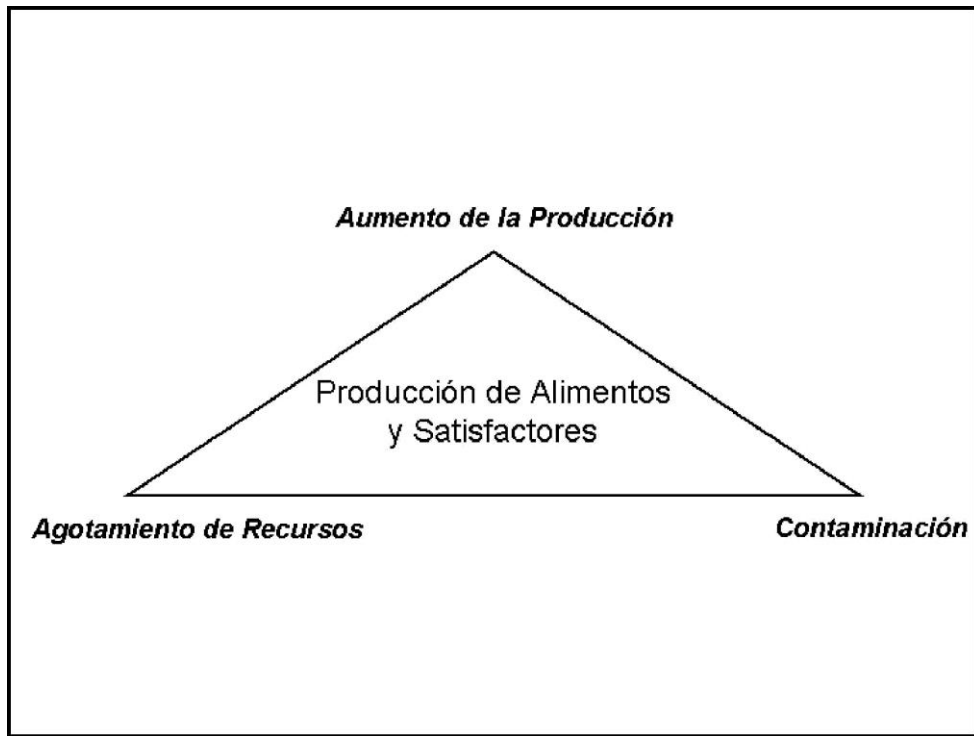 Aumento de la Producción
Producción de Alimentos
y Satisfactores
Agotamiento de Recursos
Contaminación